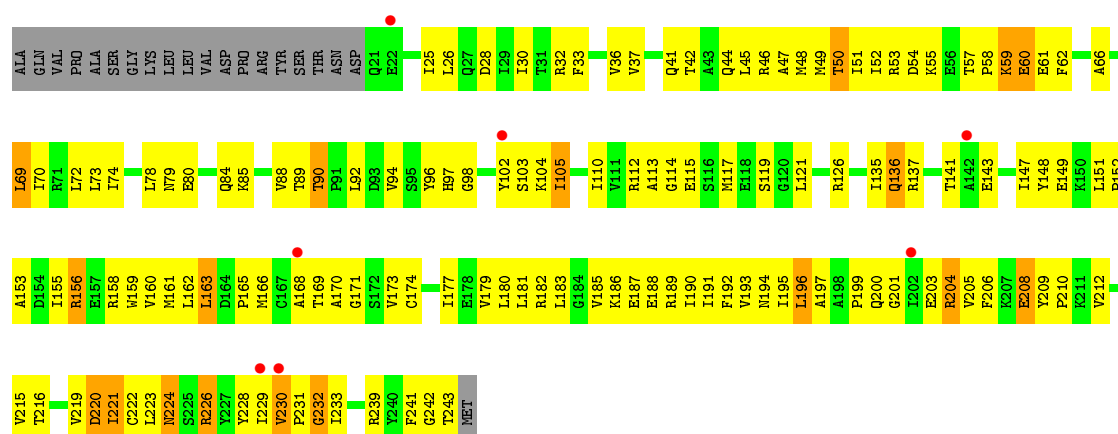 ALA GLN VAL PRO ALA SER GLY LYS LEU LEU VAL ASP PRO ARG TYR SER THR ASN ASP Q21 E22 I25 L26 Q27 D28 I29 I30 T31 R32 F33 V36 V37 Q41 T42 A43 Q44 L45 R46 A47 M48 M49 T50 I51 I52 R53 D54 K55 E56 T57 P58 K59 E60 E61 F62 A66
L69 I70 R71 L72 L73 I74 L78 N79 E80 Q84 K85 V88 T89 T90 P91 L92 D93 V94 S95 Y96 H97 G98 Y102 S103 K104 I105 I110 V111 R112 A113 G114 E115 S116 M117 E118 S119 G120 L121 R126 I135 Q136 R137 T141 A142 E143 I147 Y148 E149 K150 L151 P152
A153 D154 I155 R156 E157 R158 W159 V160 M161 L162 L163 D164 P165 M166 C167 A168 T169 A170 G171 S172 V173 C174 I177 E178 V179 L180 L181 R182 L183 G184 V185 K186 E187 E188 R189 I190 I191 F192 V193 N194 I195 L196 A197 A198 P199 Q200 G201 I202 E203 R204 V205 F206 K207 E208 Y209 P210 K211 V212
V215 T216 V219 D220 I221 C222 L223 N224 S225 R226 Y227 Y228 I229 V230 P231 G232 I233 R239 Y240 F241 G242 T243 MET